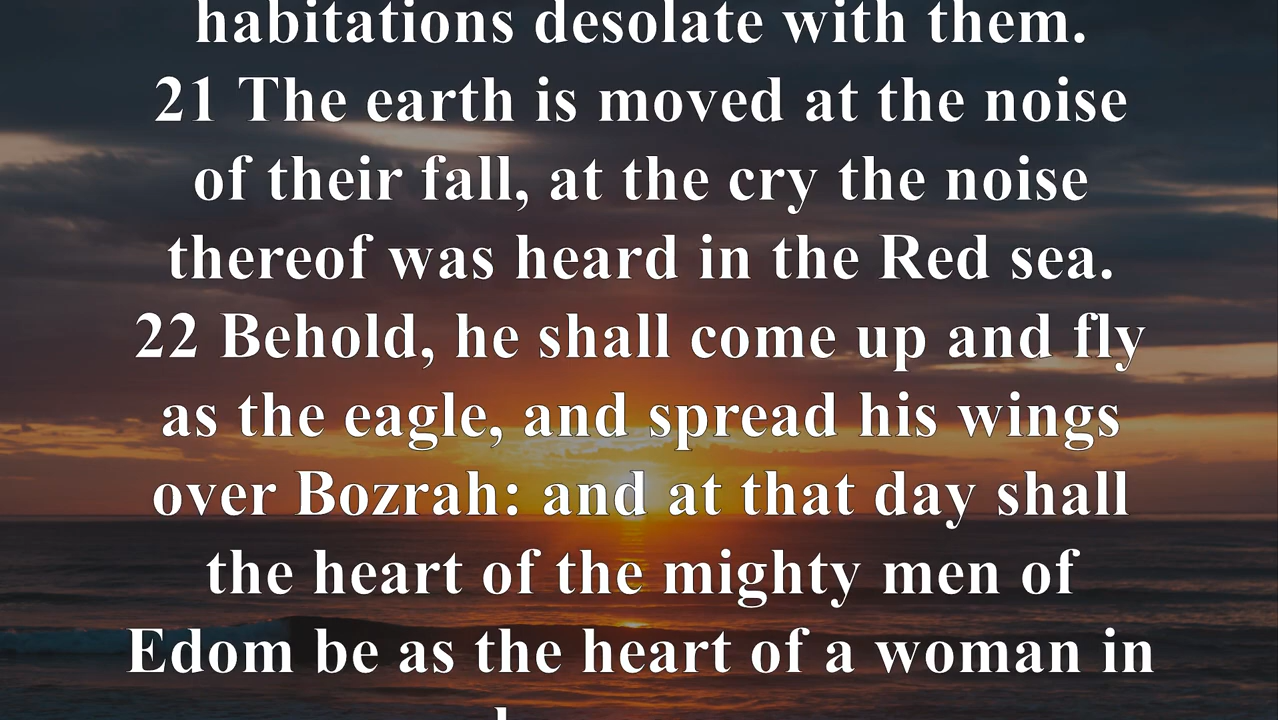 habitations desolate with them.
21 The earth is moved at the noise
of their fall, at the cry the noise
thereof was heard in the Red sea.
22 Behold, he shall come up and fly
as the eagle, and spread his wings
over Bozrah: and at that day shall
the heart of the mighty men of
Edom be as the heart of a woman in